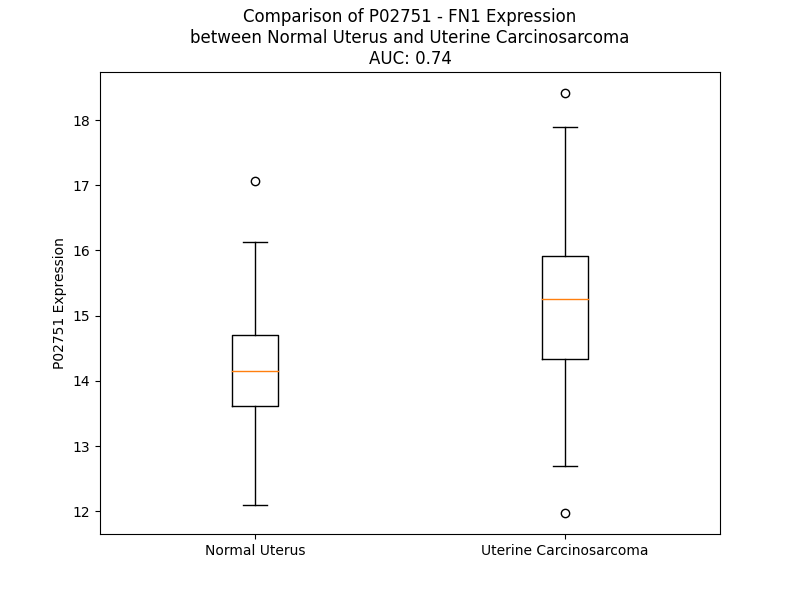 Comparison of P02751 - FN1 Expression
between Normal Uterus and Uterine Carcinosarcoma
AUC: 0.74
P02751 Expression
18
17
16
15
14
13
12
Normal Uterus
Uterine Carcinosarcoma